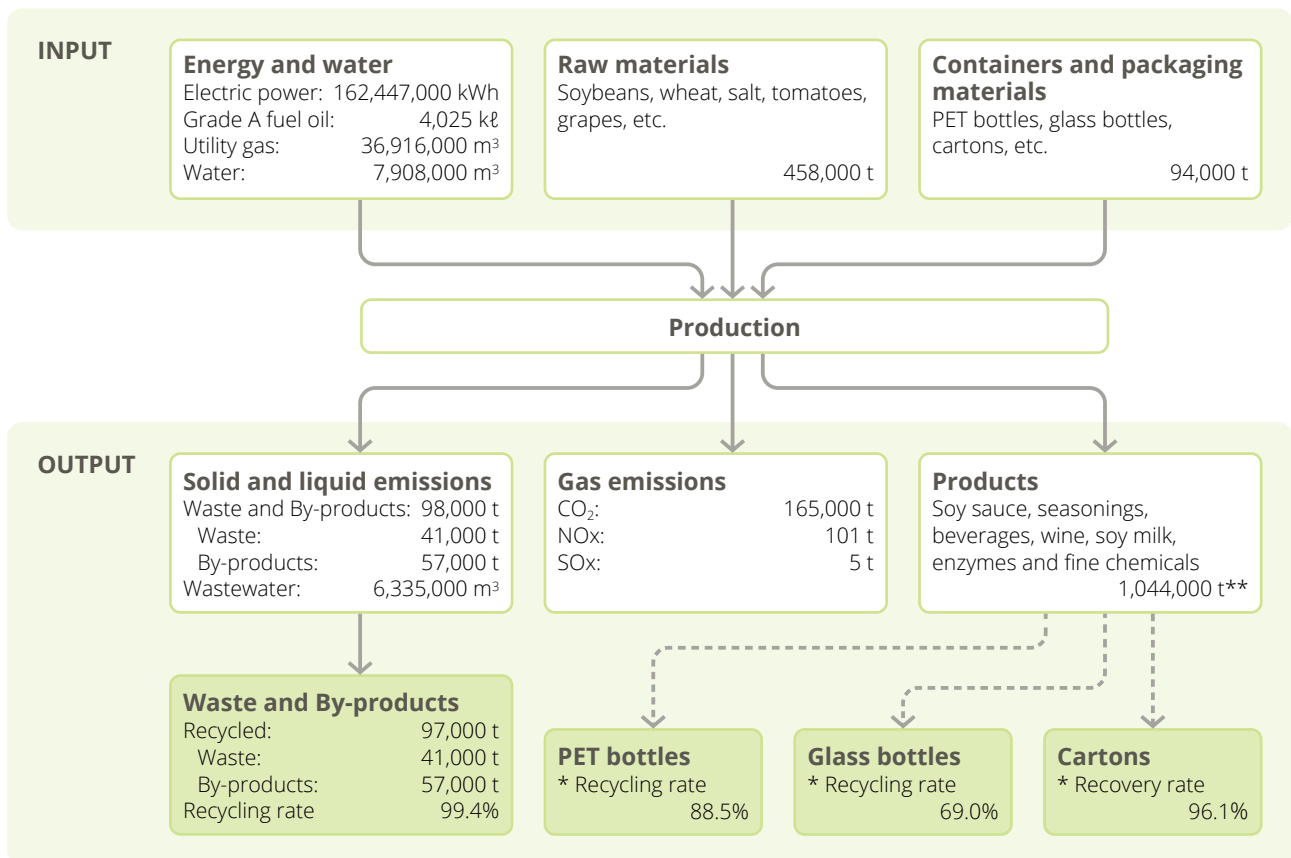 INPUT
Energy and water
Electric power: 162,447,000 kWh
Grade A fuel oil: 4,025 kℓ
Utility gas: 36,916,000 m³
Water: 7,908,000 m³
Raw materials
Soybeans, wheat, salt, tomatoes,
grapes, etc.
458,000 t
Containers and packaging
materials
PET bottles, glass bottles,
cartons, etc.
94,000 t
Production
OUTPUT
Solid and liquid emissions
Waste and By-products: 98,000 t
Waste: 41,000 t
By-products: 57,000 t
Wastewater: 6,335,000 m³
Gas emissions
CO₂: 165,000 t
NOx: 101 t
SOx: 5 t
Products
Soy sauce, seasonings,
beverages, wine, soy milk,
enzymes and fine chemicals
1,044,000 t**
Waste and By-products
Recycled: 97,000 t
Waste: 41,000 t
By-products: 57,000 t
Recycling rate 99.4%
PET bottles
* Recycling rate
88.5%
Glass bottles
* Recycling rate
69.0%
Cartons
* Recovery rate
96.1%